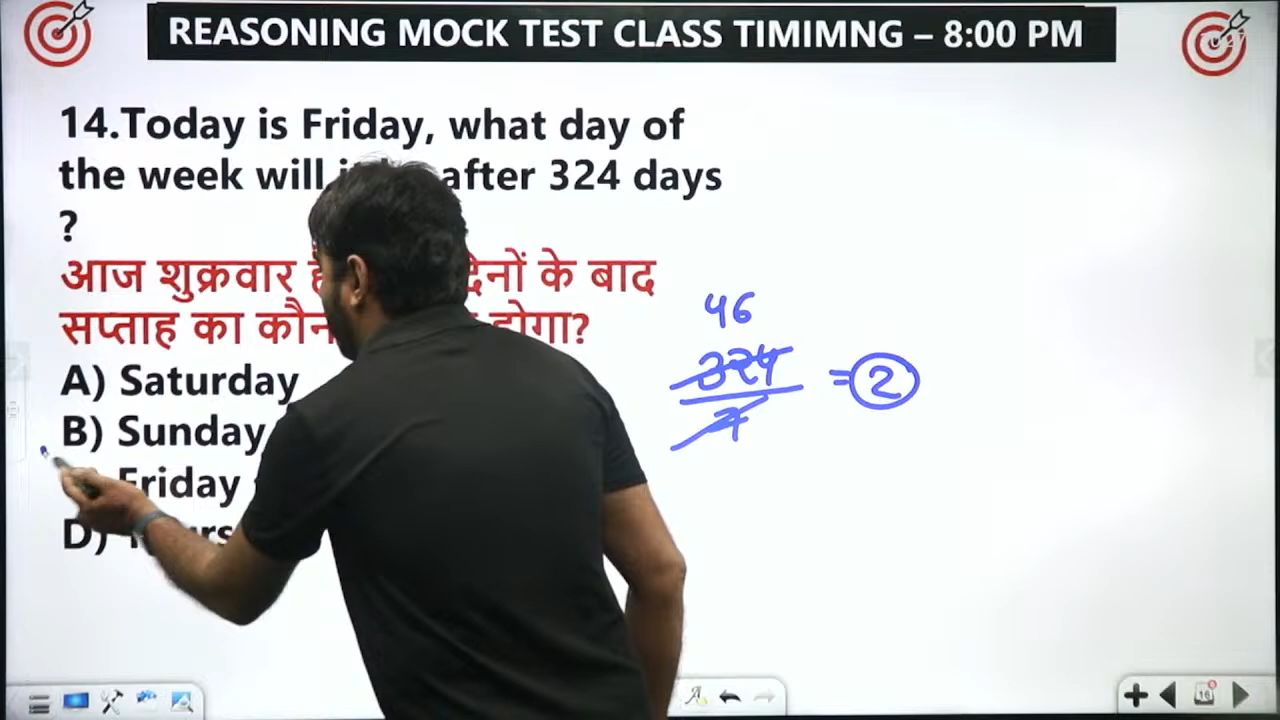 REASONING MOCK TEST CLASS TIMIMNG – 8:00 PM
14.Today is Friday, what day of
the week will after 324 days
?
आज शुक्रवार के बाद
सप्ताह का होगा?
A) Saturday
B) Sunday
Friday
D)
46
324
7
=2